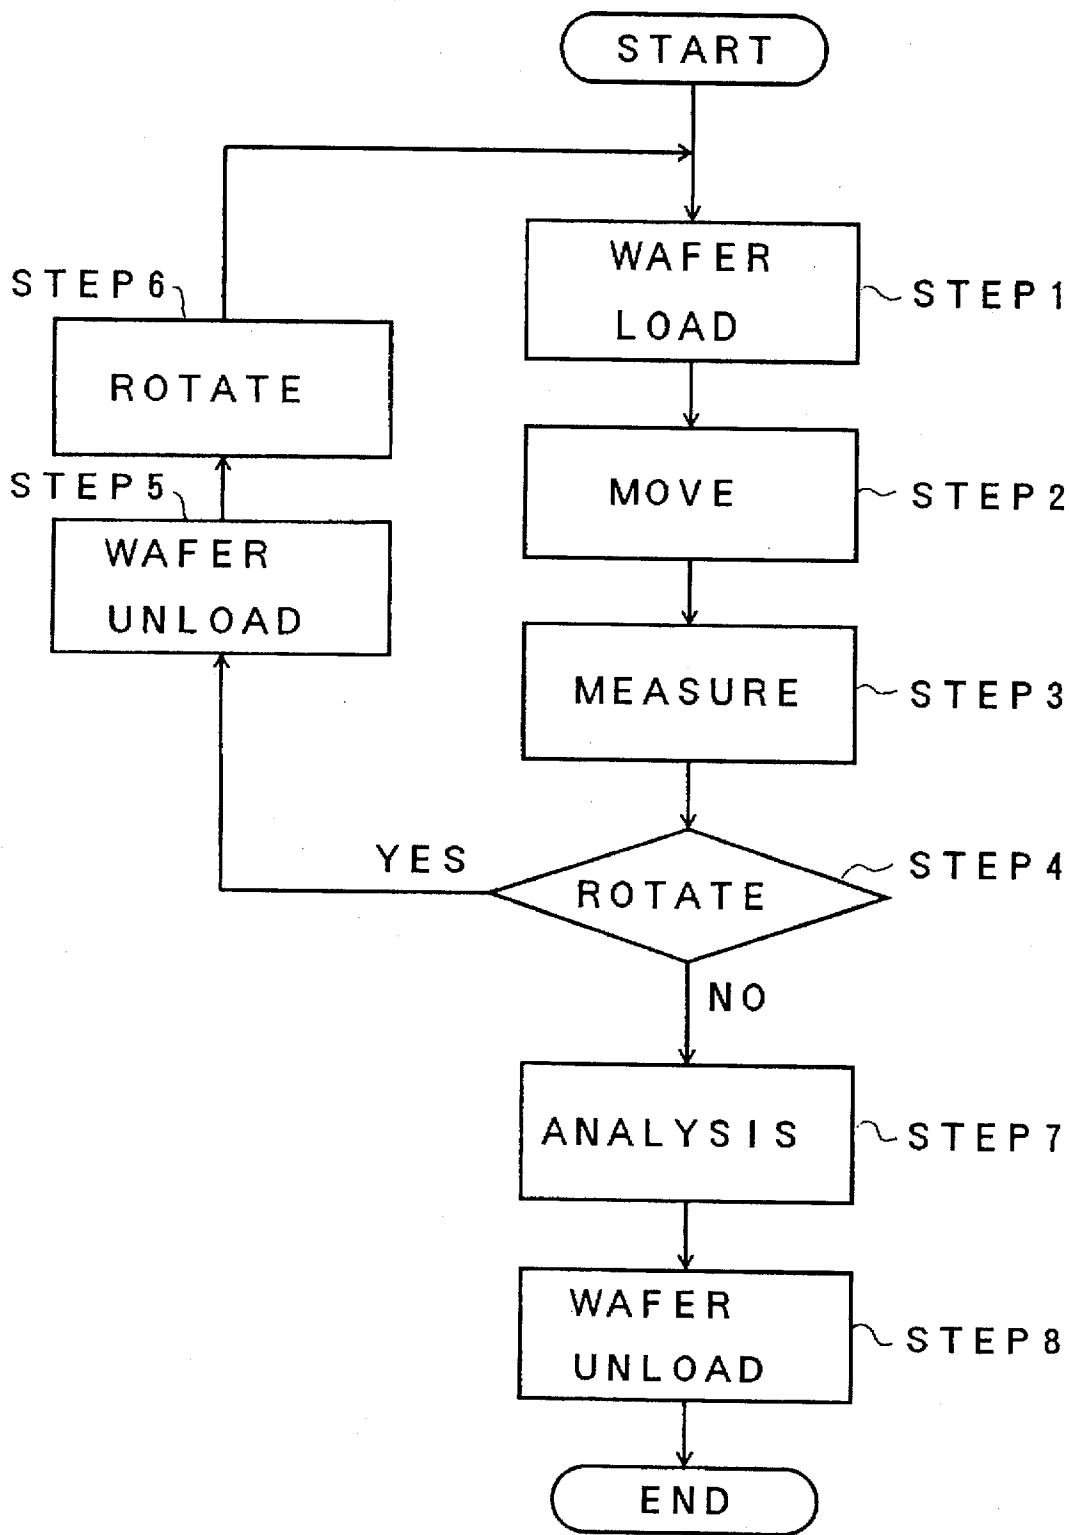 START
WAFER
LOAD
STEP1
STEP6
ROTATE
MOVE
STEP2
STEP5
WAFER
UNLOAD
MEASURE
STEP3
YES
ROTATE
STEP4
NO
ANALYSIS
STEP7
WAFER
UNLOAD
STEP8
END